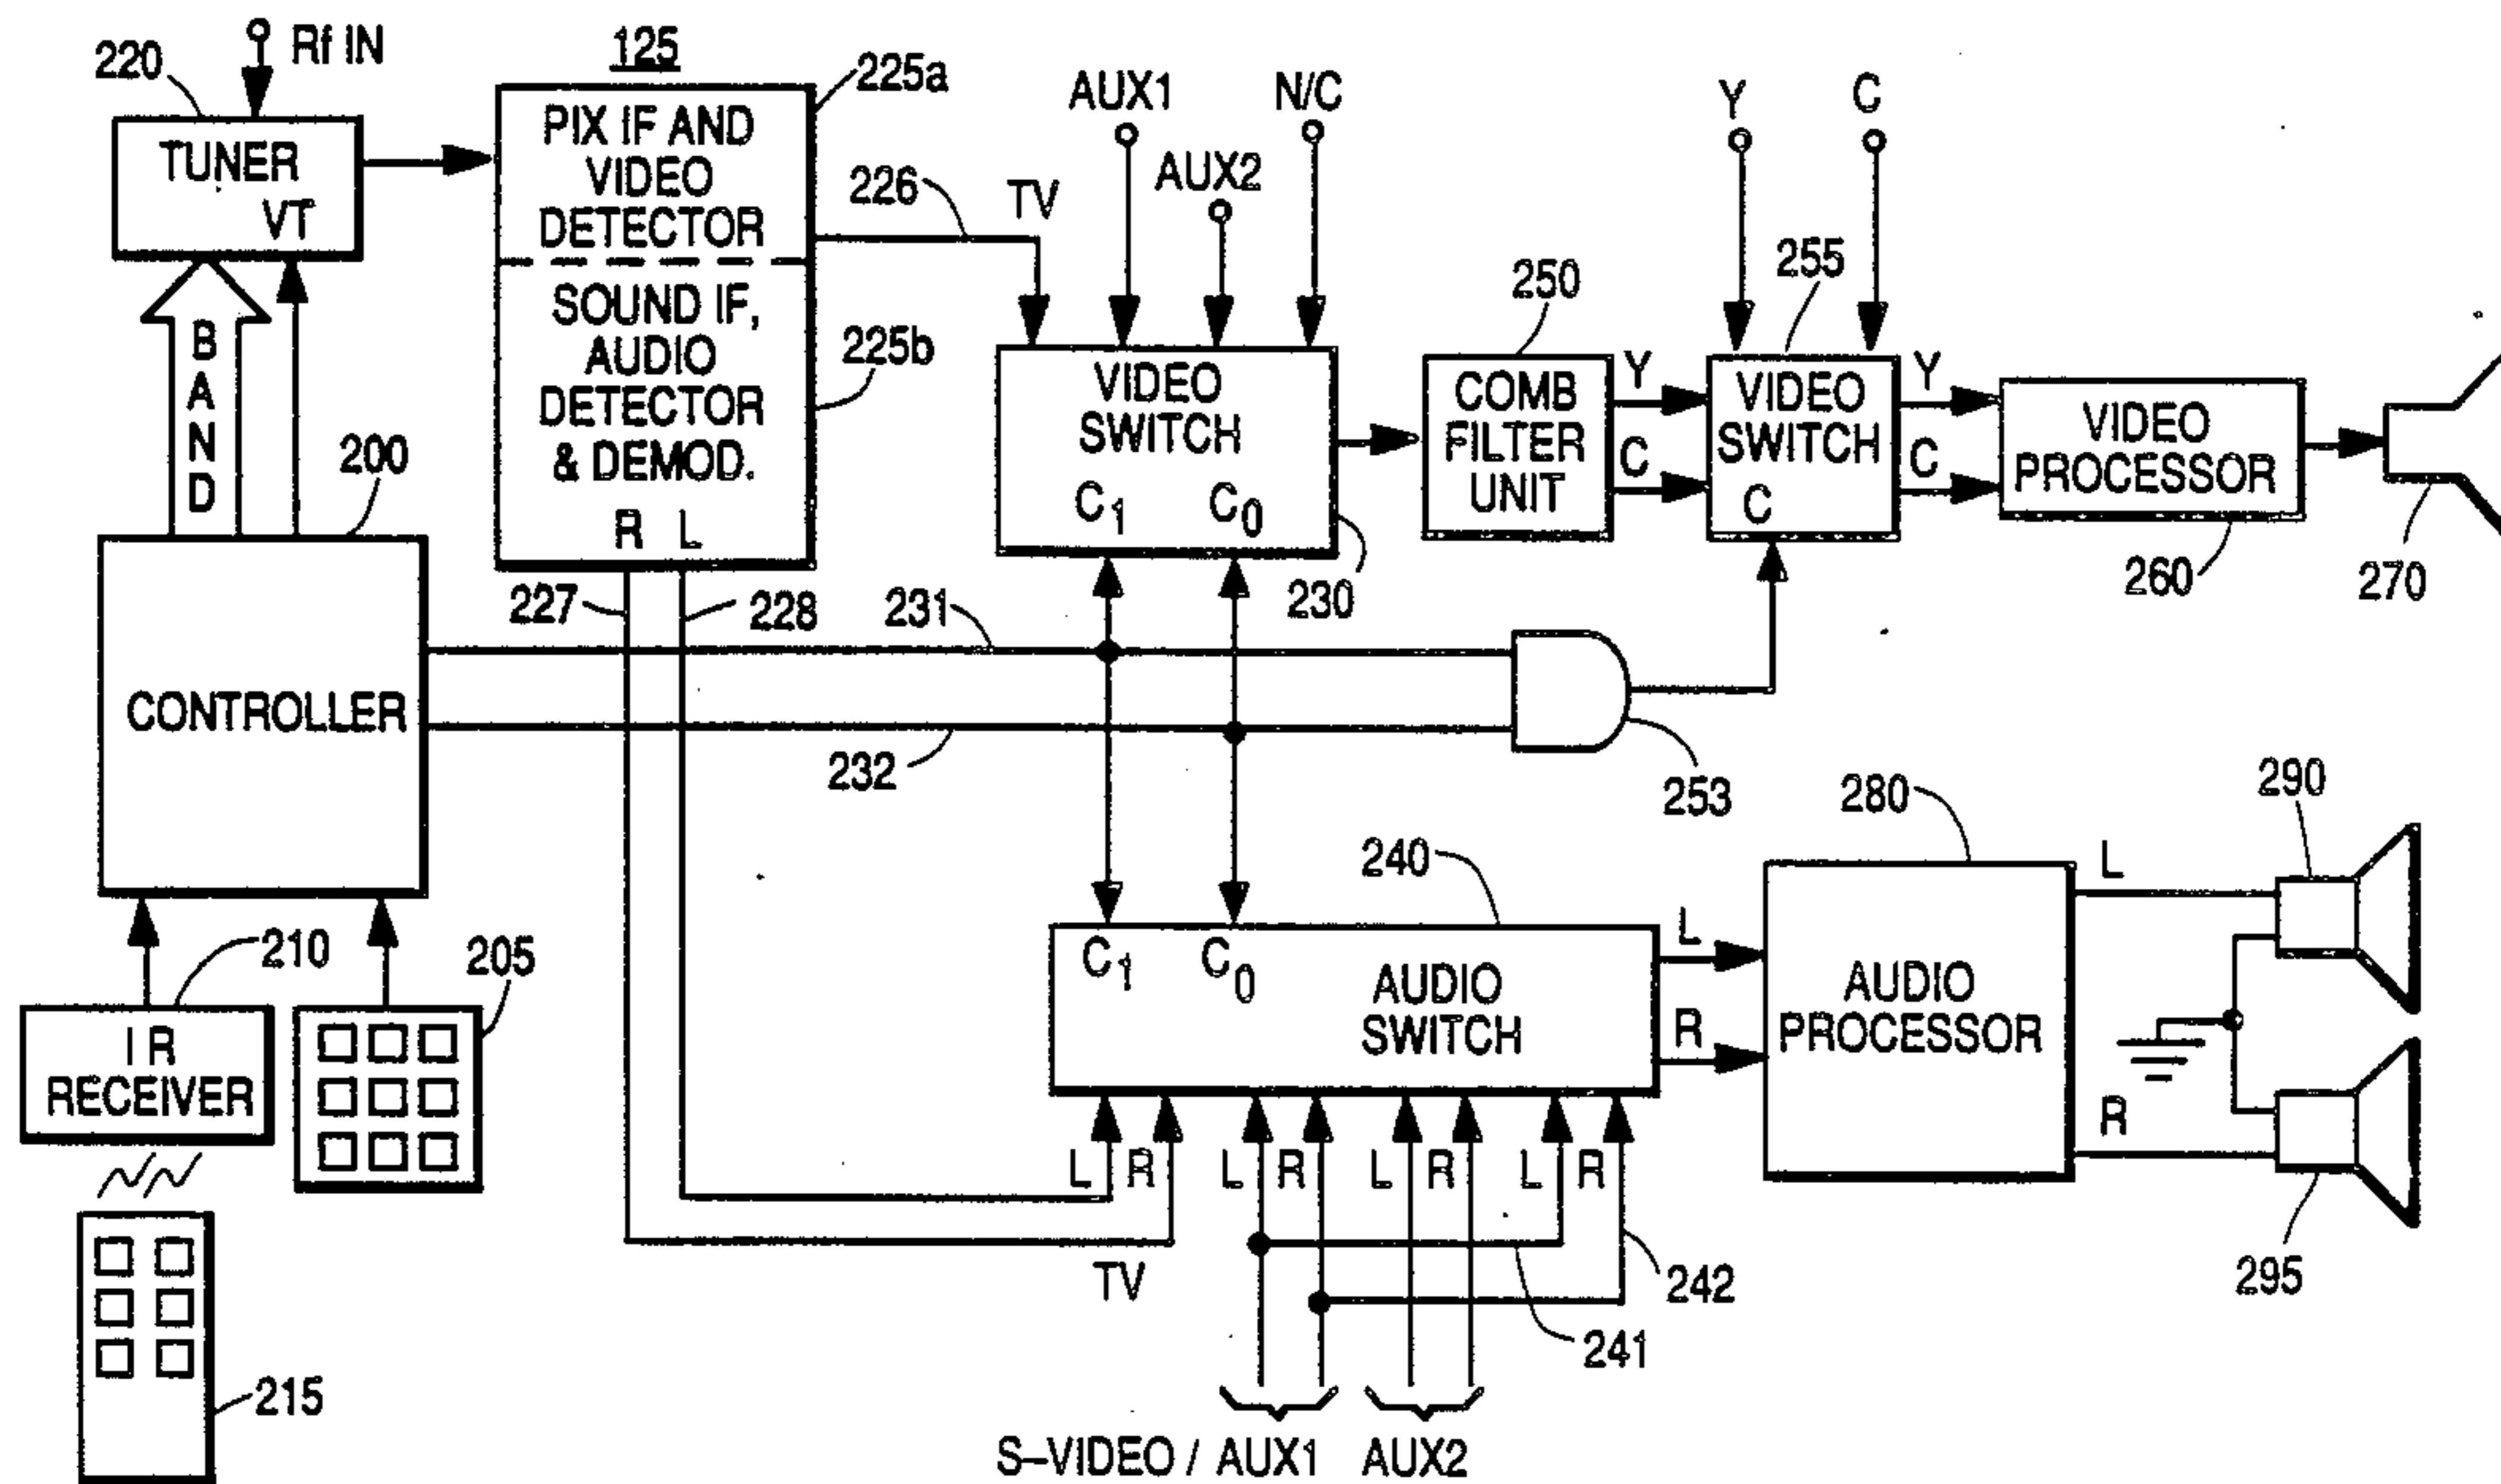 220
Rf IN
TUNER
VT
BAND
125
225a
PIX IF AND
VIDEO
DETECTOR
SOUND IF,
AUDIO
DETECTOR
& DEMOD.
R L
225b
226
TV
AUX1
AUX2
N/C
VIDEO
SWITCH
C1 C0
230
250
COMB
FILTER
UNIT
Y
C
Y
C
255
VIDEO
SWITCH
C
Y
C
VIDEO
PROCESSOR
260
270
200
CONTROLLER
227
228
231
232
253
210
IR
RECEIVER
205
215
240
C1 C0
AUDIO
SWITCH
L
R
280
AUDIO
PROCESSOR
L
R
290
295
L R L R L R L R
TV
242
241
S-VIDEO / AUX1 AUX2